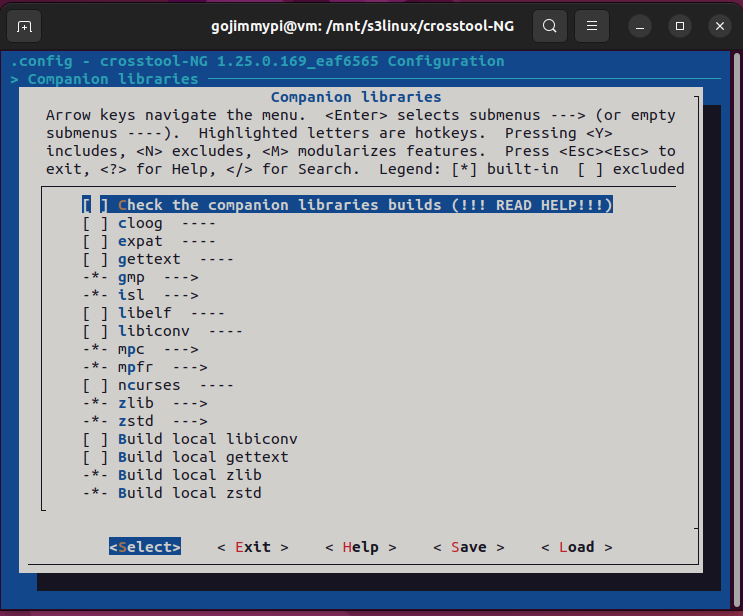 gojimmypi@vm: /mnt/s3linux/crosstool-NG
.config - crosstool-NG 1.25.0.169_eaf6565 Configuration
> Companion libraries
Companion libraries
Arrow keys navigate the menu.  <Enter> selects submenus ---> (or empty
submenus ----).  Highlighted letters are hotkeys.  Pressing <Y>
includes, <N> excludes, <M> modularizes features.  Press <Esc><Esc> to
exit, <?> for Help, </> for Search.  Legend: [*] built-in  [ ] excluded
[ ] Check the companion libraries builds (!!! READ HELP!!!)
[ ] cloog  ----
[ ] expat  ----
[ ] gettext  ----
-*- gmp  --->
-*- isl  --->
[ ] libelf  ----
[ ] libiconv  ----
-*- mpc  --->
-*- mpfr  --->
[ ] ncurses  ----
-*- zlib  --->
-*- zstd  --->
[ ] Build local libiconv
[ ] Build local gettext
-*- Build local zlib
-*- Build local zstd
<Select>    < Exit >    < Help >    < Save >    < Load >